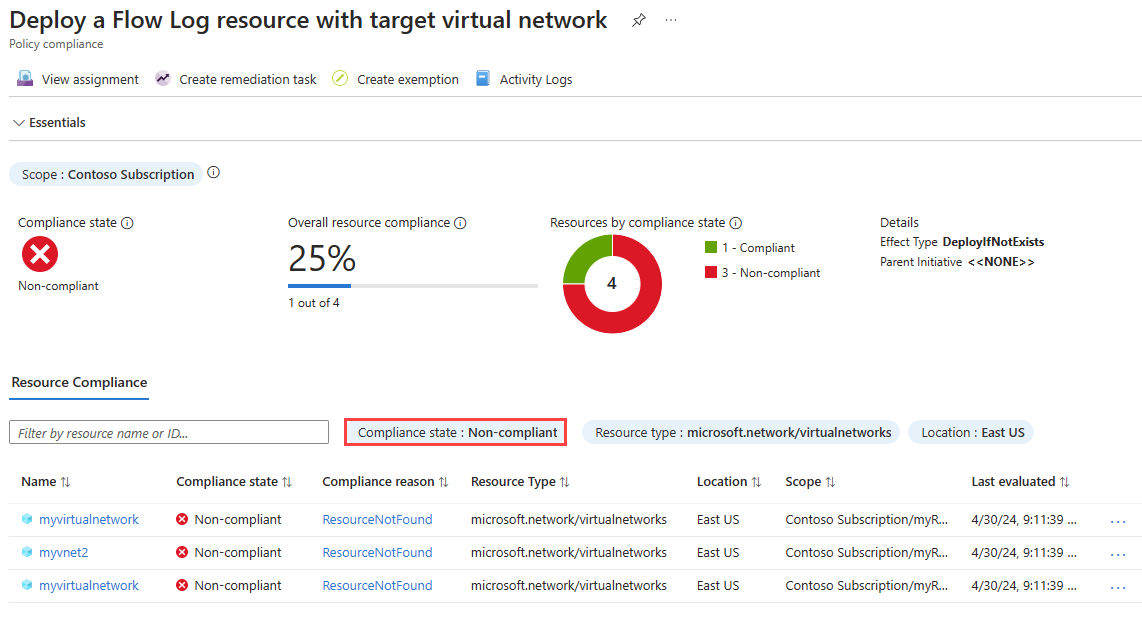 Deploy a Flow Log resource with target virtual network
Policy compliance
View assignment Create remediation task Create exemption Activity Logs
Essentials
Scope : Contoso Subscription
Compliance state Overall resource compliance Resources by compliance state Details
25%
1 - Compliant Effect Type DeployIfNotExists
Parent Initiative <<NONE>>
3 - Non-compliant
4
Non-compliant
1 out of 4
Resource Compliance
Filter by resource name or ID... Compliance state : Non-compliant Resource type : microsoft.network/virtualnetworks Location : East US
Name Compliance state Compliance reason Resource Type Location Scope Last evaluated
myvirtualnetwork Non-compliant ResourceNotFound microsoft.network/virtualnetworks East US Contoso Subscription/myR... 4/30/24, 9:11:39 ...
myvnet2 Non-compliant ResourceNotFound microsoft.network/virtualnetworks East US Contoso Subscription/myR... 4/30/24, 9:11:39 ...
myvirtualnetwork Non-compliant ResourceNotFound microsoft.network/virtualnetworks East US Contoso Subscription/myR... 4/30/24, 9:11:39 ...